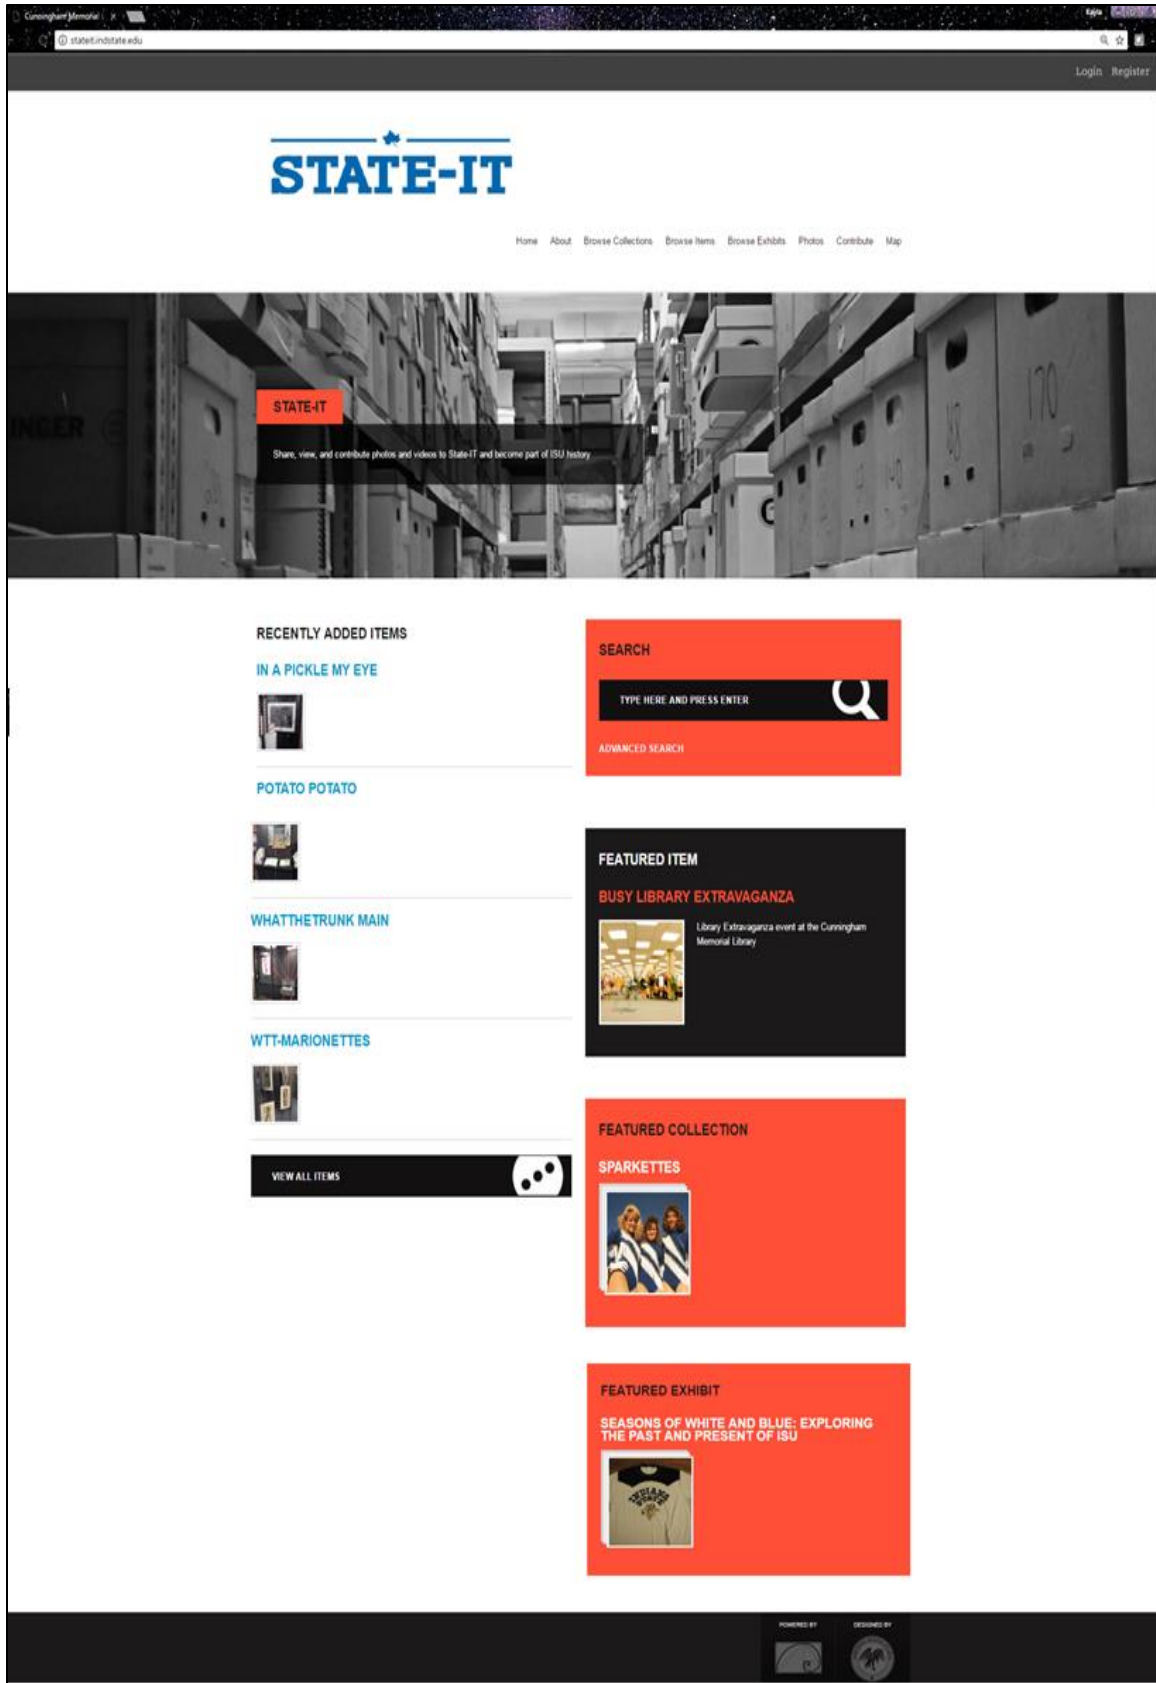 Cunningham Memorial L
stateit.indstate.edu
Login Register
STATE-IT
Home About Browse Collections Browse Items Browse Exhibits Photos Contribute Map
STATE-IT
Share, view, and contribute photos and videos to State-IT and become part of ISU history
170
RECENTLY ADDED ITEMS
IN A PICKLE MY EYE
POTATO POTATO
WHATTHETRUNK MAIN
WTT-MARIONETTES
VIEW ALL ITEMS
SEARCH
TYPE HERE AND PRESS ENTER
ADVANCED SEARCH
FEATURED ITEM
BUSY LIBRARY EXTRAVAGANZA
Library Extravaganza event at the Cunningham
Memorial Library
FEATURED COLLECTION
SPARKETTES
FEATURED EXHIBIT
SEASONS OF WHITE AND BLUE: EXPLORING
THE PAST AND PRESENT OF ISU
POWERED BY DESIGNED BY